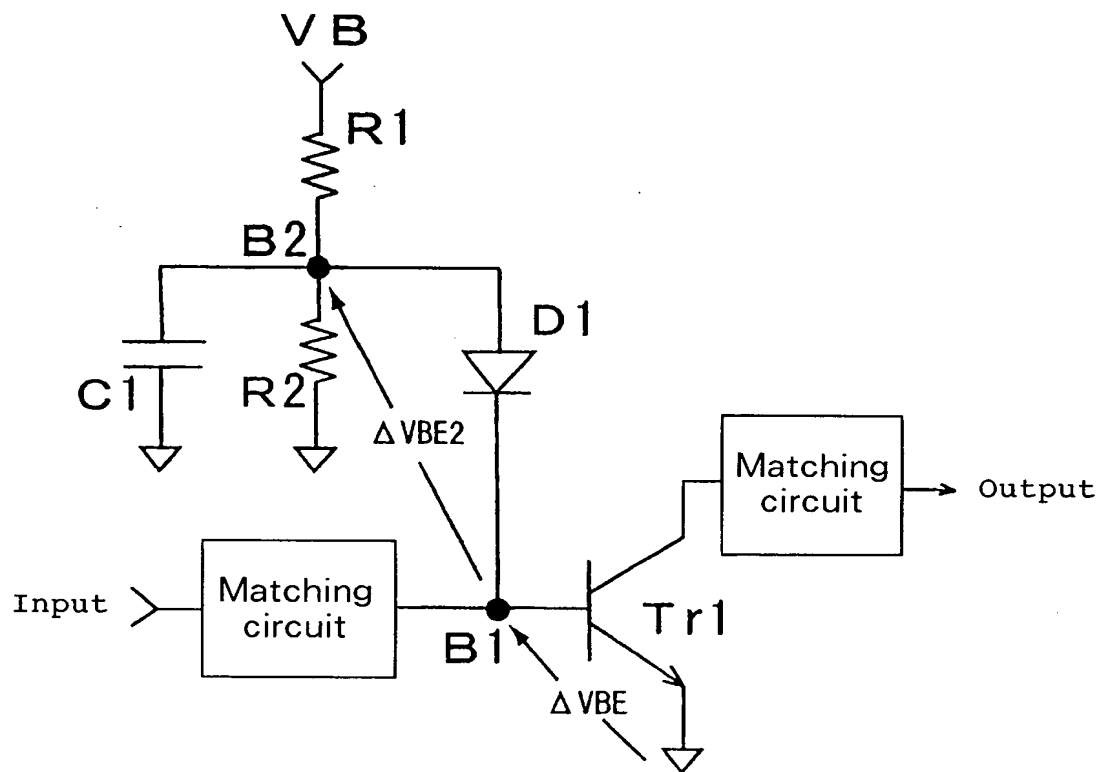 VB
R1
B2
D1
C1
R2
ΔVBE2
Matching
circuit
Output
Input
Matching
circuit
B1
Tr1
ΔVBE